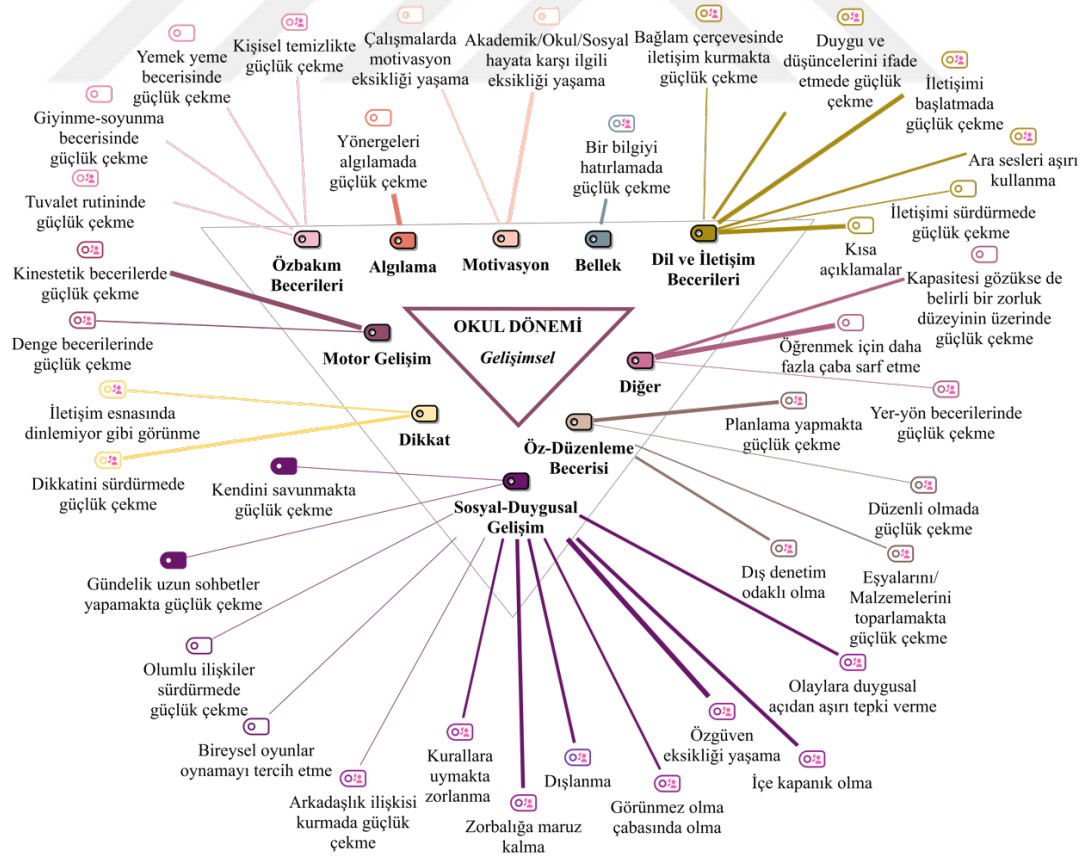 Yemek yeme
becerisinde
güçlük çekme
Kişisel temizlikte
güçlük çekme
Çalışmalarda
motivasyon
eksikliği yaşama
Akademik/Okul/Sosyal
hayata karşı ilgili
eksikliği yaşama
Bağlam çerçevesinde
iletişim kurmakta
güçlük çekme
Duygu ve
düşüncelerini ifade
etmede güçlük
çekme
İletişimi
başlatmada
güçlük çekme
Giyinme-soyunma
becerisinde
güçlük çekme
Yönergeleri
algılamada
güçlük çekme
Bir bilgiyi
hatırlamada
güçlük çekme
Ara sesleri aşırı
kullanma
Tuvalet rutininde
güçlük çekme
İletişimi sürdürmede
güçlük çekme
Kısa
açıklamalar
Özbakım
Becerileri
Algılama
Motivasyon
Bellek
Dil ve İletişim
Becerileri
Kinestetik becerilerde
güçlük çekme
Kapasitesi gözükse de
belirli bir zorluk
düzeyinin üzerinde
güçlük çekme
Denge becerilerinde
güçlük çekme
Motor Gelişim
OKUL DÖNEMİ
Gelişimsel
Diğer
Öğrenmek için daha
fazla çaba sarf etme
İletişim esnasında
dinlemiyor gibi görünme
Dikkat
Öz-Düzenleme
Becerisi
Planlama yapmakta
güçlük çekme
Yer-yön becerilerinde
güçlük çekme
Dikkatini sürdürmede
güçlük çekme
Kendini savunmakta
güçlük çekme
Sosyal-Duygusal
Gelişim
Düzenli olmada
güçlük çekme
Gündelik uzun sohbetler
yapamakta güçlük çekme
Dış denetim
odaklı olma
Eşyalarını/
Malzemelerini
toparlamakta
güçlük çekme
Olumlu ilişkiler
sürdürmede
güçlük çekme
Olaylara duygusal
açıdan aşırı tepki verme
Bireysel oyunlar
oynamayı tercih etme
Arkadaşlık ilişkisi
kurmada güçlük
çekme
Kurallara
uymakta
zorlanma
Zorbalığa maruz
kalma
Dışlanma
Görünmez olma
çabasında olma
Özgüven
eksikliği yaşama
İçe kapanık olma